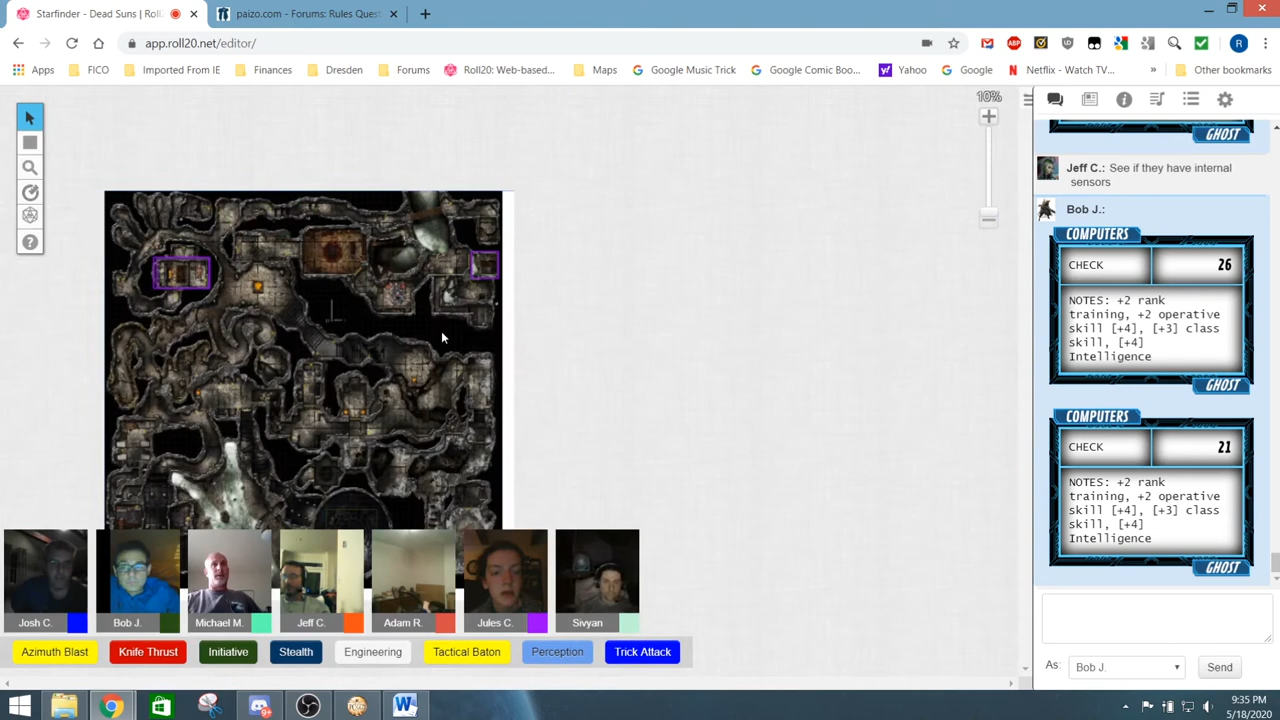 Starfinder - Dead Suns | Roll
paizo.com - Forums: Rules Quest
app.roll20.net/editor/
Apps
FICO
Imported From IE
Finances
Dresden
Forums
Roll20: Web-based...
Maps
Google Music Trick
Google Comic Boo...
Yahoo
Google
Netflix - Watch TV...
Other bookmarks
10%
GHOST
Jeff C.: See if they have internal
sensors
Bob J.:
COMPUTERS
CHECK 26
NOTES: +2 rank
training, +2 operative
skill [+4], [+3] class
skill, [+4]
Intelligence
GHOST
COMPUTERS
CHECK 21
NOTES: +2 rank
training, +2 operative
skill [+4], [+3] class
skill, [+4]
Intelligence
GHOST
Josh C. Bob J. Michael M. Jeff C. Adam R. Jules C. Sivyan
Azimuth Blast Knife Thrust Initiative Stealth Engineering Tactical Baton Perception Trick Attack
As: Bob J. Send
9:35 PM
5/18/2020